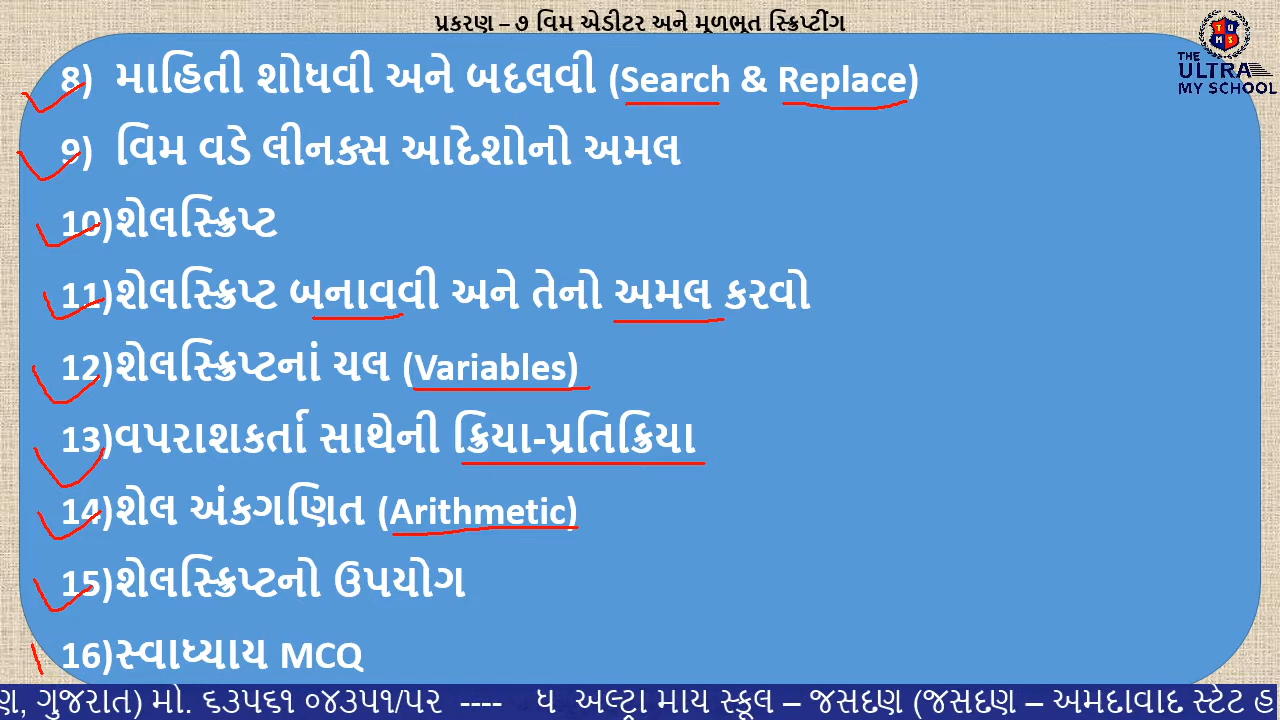 પ્રકરણ – ૭ વિમ એડીટર અને મૂળભૂત સ્ક્રિપ્ટીંગ
TUMS
THE
ULTRA
MY SCHOOL
8) માહિતી શોધવી અને બદલવી (Search & Replace)
9) વિમ વડે લીનક્સ આદેશોનો અમલ
10)શેલસ્ક્રિપ્ટ
11)શેલસ્ક્રિપ્ટ બનાવવી અને તેનો અમલ કરવો
12)શેલસ્ક્રિપ્ટનાં ચલ (Variables)
13)વપરાશકર્તા સાથેની ક્રિયા-પ્રતિક્રિયા
14)શેલ અંકગણિત (Arithmetic)
15)શેલસ્ક્રિપ્ટનો ઉપયોગ
16)સ્વાધ્યાય MCQ
ણ, ગુજરાત) મો. ૬૩૫૬૧ ૦૪૩૫૧/૫૨ ---- ધ અલ્ટ્રા માય સ્કૂલ – જસદણ (જસદણ – અમદાવાદ સ્ટેટ હ